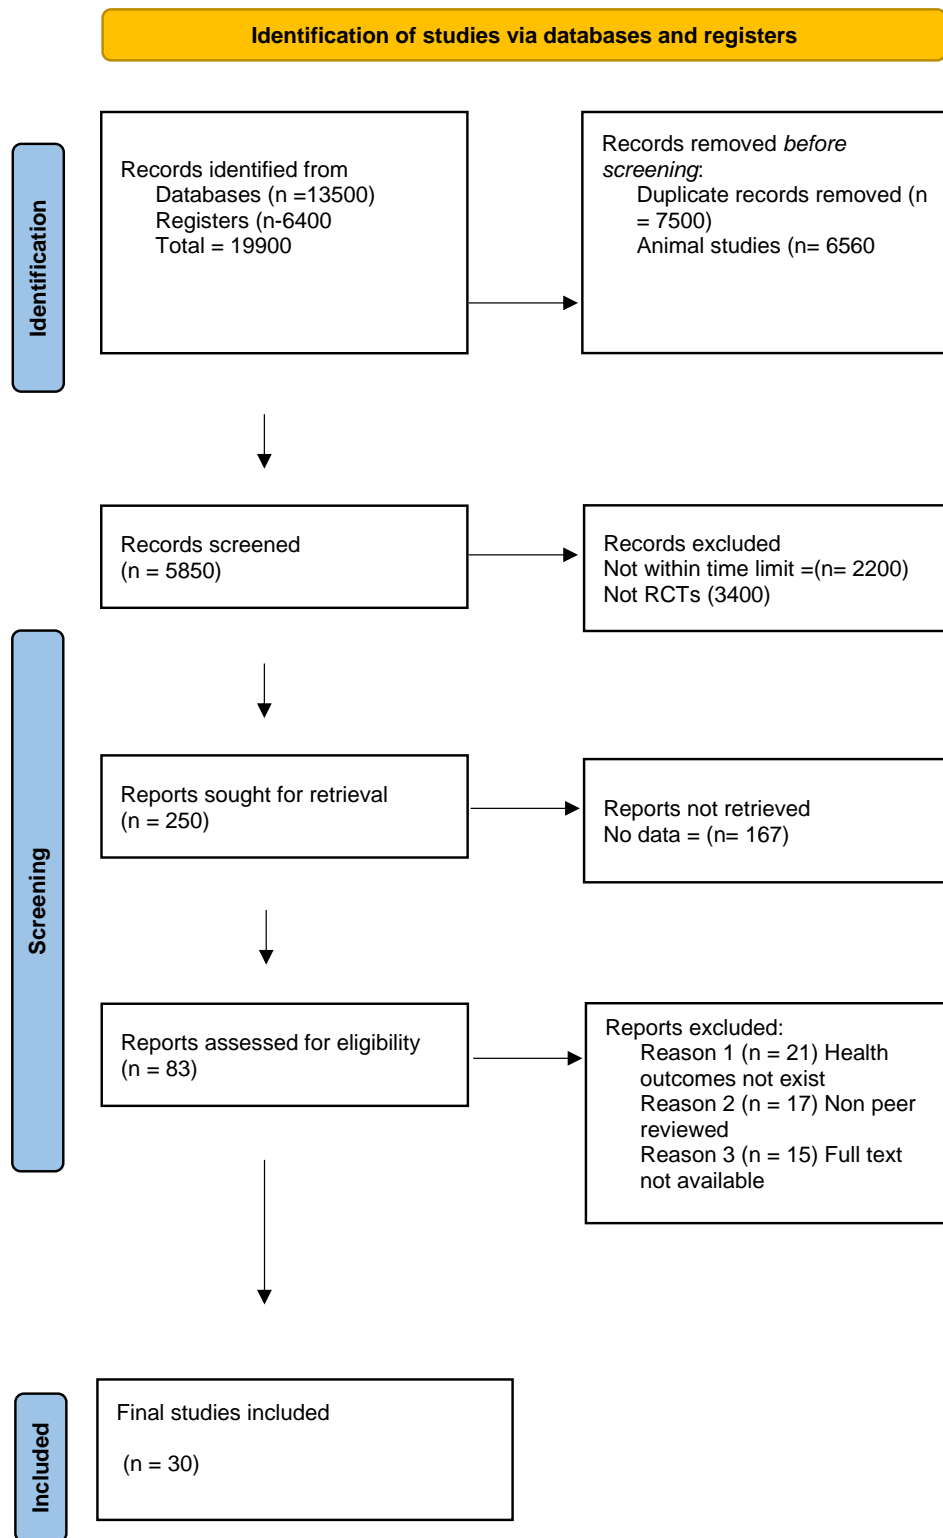 Identification of studies via databases and registers
Identification
Records identified from
Databases (n =13500)
Registers (n-6400
Total = 19900
Records removed before
screening:
Duplicate records removed (n
= 7500)
Animal studies (n= 6560
Records screened
(n = 5850)
Records excluded
Not within time limit =(n= 2200)
Not RCTs (3400)
Screening
Reports sought for retrieval
(n = 250)
Reports not retrieved
No data = (n= 167)
Reports assessed for eligibility
(n = 83)
Reports excluded:
Reason 1 (n = 21) Health
outcomes not exist
Reason 2 (n = 17) Non peer
reviewed
Reason 3 (n = 15) Full text
not available
Included
Final studies included
(n = 30)